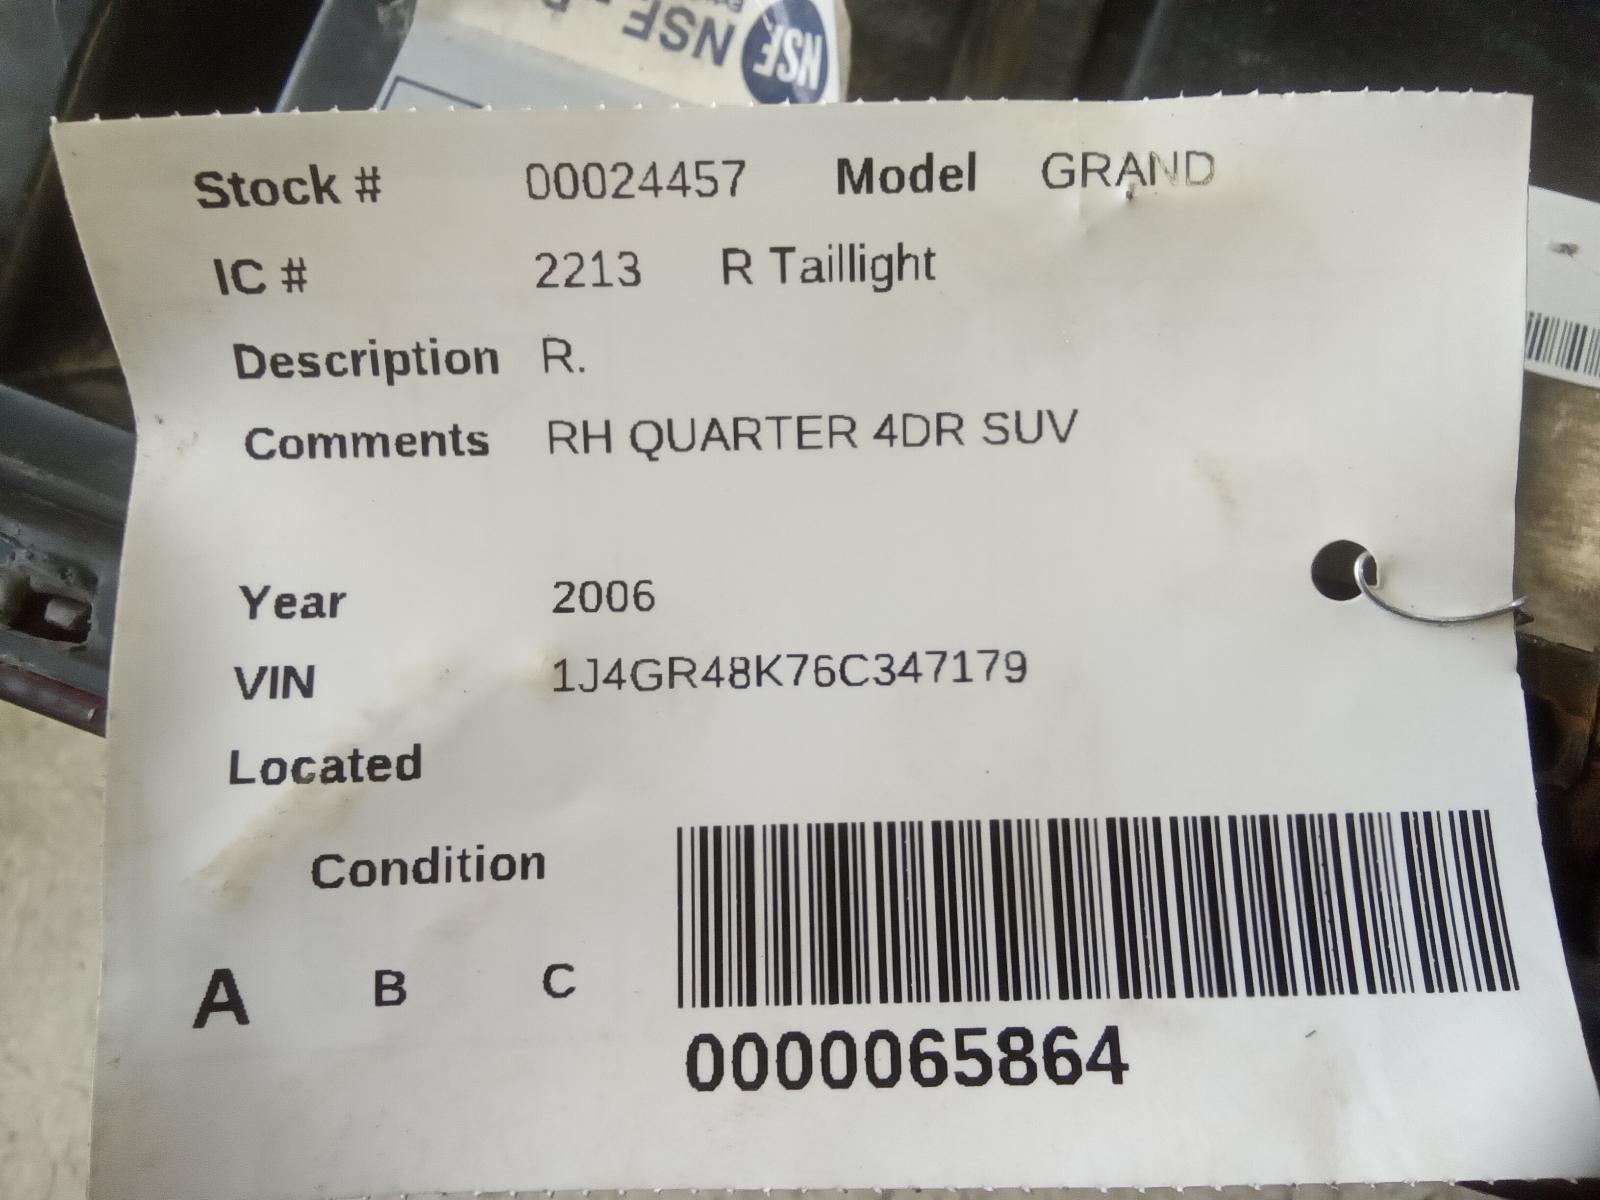 NSF
NSF
Stock # 00024457 Model GRAND
IC # 2213 R Taillight
Description R.
Comments RH QUARTER 4DR SUV
Year 2006
VIN 1J4GR48K76C347179
Located
Condition
A B C
0000065864